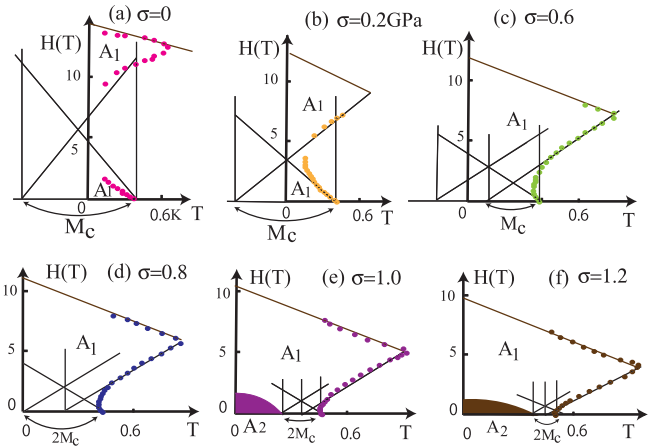 (a) σ=0
H(T)
A1
10
5
A1
0
0.6K
T
Mc
(b) σ=0.2GPa
H(T)
10
A1
5
A1
0
0.6
T
Mc
(c) σ=0.6
H(T)
10
A1
5
0
0.6
T
Mc
(d) σ=0.8
H(T)
10
A1
5
0
0
0.6
T
2Mc
(e) σ=1.0
H(T)
10
A1
5
0
0
A2
2Mc
0.6
T
(f) σ=1.2
H(T)
10
A1
5
0
0
A2
2Mc
0.6
T